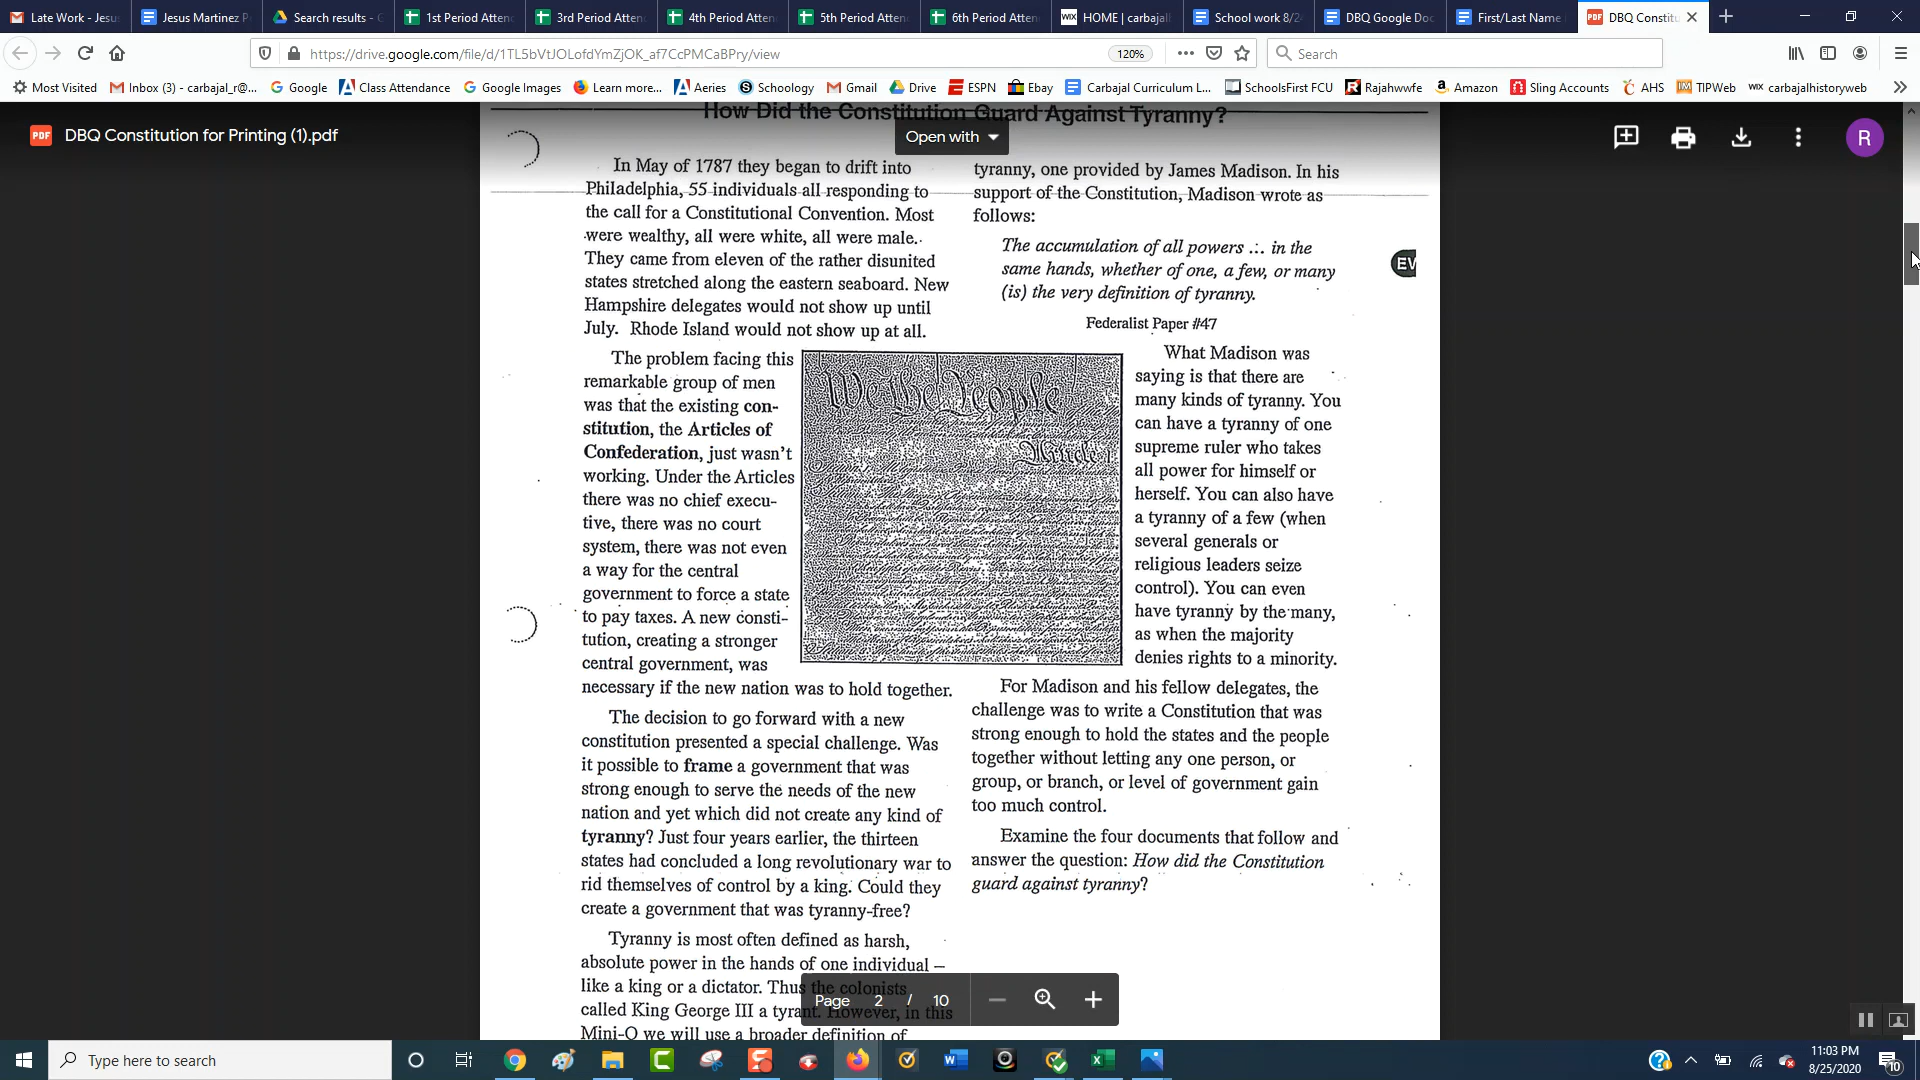 Late Work - Jesus
Jesus Martinez P
Search results - G
1st Period Atten
3rd Period Atten
4th Period Atten
5th Period Atten
6th Period Atten
WIX HOME | carbajall
School work 8/2
DBQ Google Doc
First/Last Name
PDF DBQ Constitu
https://drive.google.com/file/d/1TL5bVtJOLofdYmZjOK_af7CcPMCaBPry/view
120%
Search
Most Visited
Inbox (3) - carbajal_r@...
Google
Class Attendance
Google Images
Learn more...
Aeries
Schoology
Gmail
Drive
ESPN
Ebay
Carbajal Curriculum L...
SchoolsFirst FCU
Rajahwwfe
Amazon
Sling Accounts
AHS
TIPWeb
WIX carbajalhistoryweb
How Did the Constitution Guard Against Tyranny?
PDF DBQ Constitution for Printing (1).pdf
Open with
R
In May of 1787 they began to drift into
Philadelphia, 55 individuals all responding to
the call for a Constitutional Convention. Most
were wealthy, all were white, all were male.
They came from eleven of the rather disunited
states stretched along the eastern seaboard. New
Hampshire delegates would not show up until
July. Rhode Island would not show up at all.
The problem facing this
remarkable group of men
was that the existing con-
stitution, the Articles of
Confederation, just wasn't
working. Under the Articles
there was no chief execu-
tive, there was no court
system, there was not even
a way for the central
government to force a state
to pay taxes. A new consti-
tution, creating a stronger
central government, was
necessary if the new nation was to hold together.
The decision to go forward with a new
constitution presented a special challenge. Was
it possible to frame a government that was
strong enough to serve the needs of the new
nation and yet which did not create any kind of
tyranny? Just four years earlier, the thirteen
states had concluded a long revolutionary war to
rid themselves of control by a king. Could they
create a government that was tyranny-free?
Tyranny is most often defined as harsh,
absolute power in the hands of one individual –
like a king or a dictator. Thus the colonists
called King George III a tyrant. However, in this
Mini-Q we will use a broader definition of
We the People
Article I
tyranny, one provided by James Madison. In his
support of the Constitution, Madison wrote as
follows:
The accumulation of all powers ... in the
same hands, whether of one, a few, or many
(is) the very definition of tyranny.
Federalist Paper #47
What Madison was
saying is that there are
many kinds of tyranny. You
can have a tyranny of one
supreme ruler who takes
all power for himself or
herself. You can also have
a tyranny of a few (when
several generals or
religious leaders seize
control). You can even
have tyranny by the many,
as when the majority
denies rights to a minority.
For Madison and his fellow delegates, the
challenge was to write a Constitution that was
strong enough to hold the states and the people
together without letting any one person, or
group, or branch, or level of government gain
too much control.
Examine the four documents that follow and
answer the question: How did the Constitution
guard against tyranny?
EV
Page 2 / 10
Type here to search
11:03 PM
8/25/2020
10